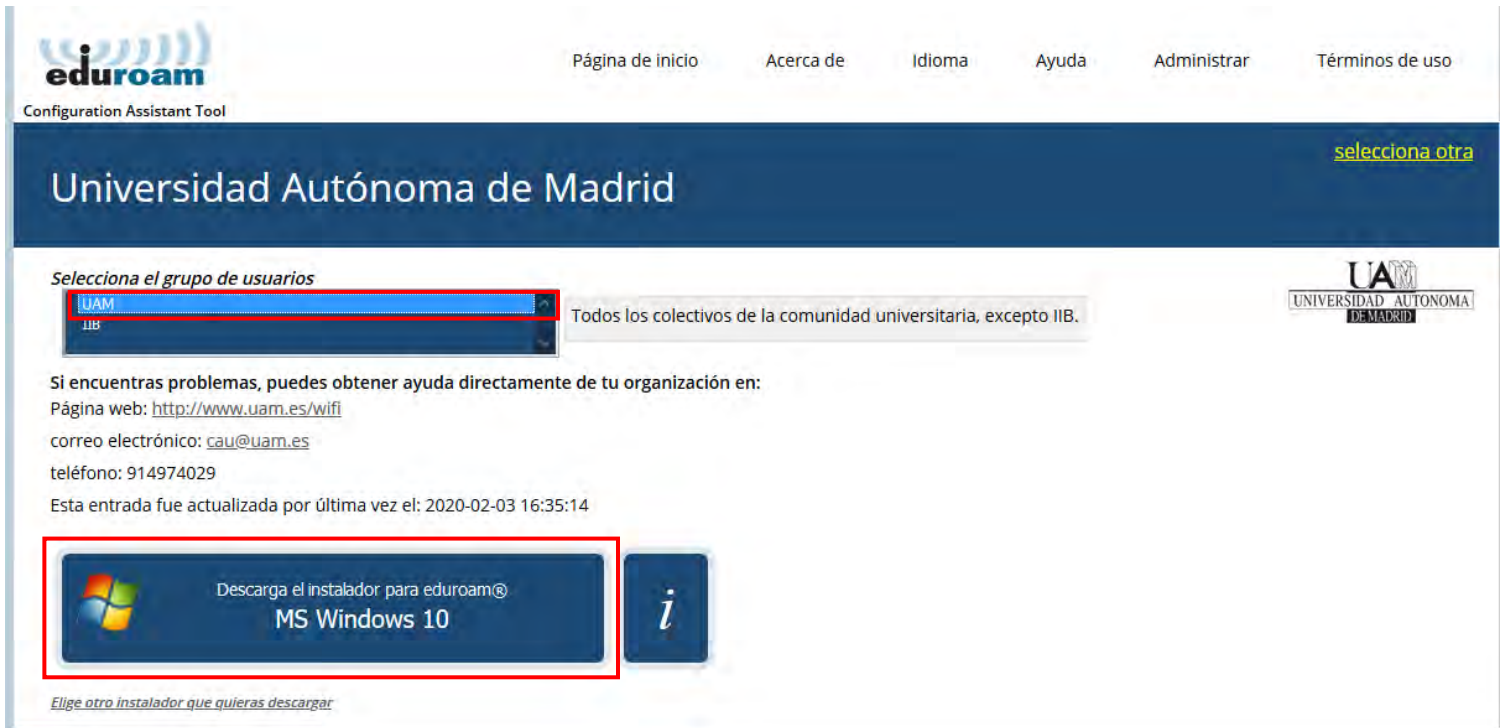 eduroam
Configuration Assistant Tool
Página de inicio Acerca de Idioma Ayuda Administrar Términos de uso
selecciona otra
Universidad Autónoma de Madrid
Selecciona el grupo de usuarios
UAM
IIB
Todos los colectivos de la comunidad universitaria, excepto IIB.
UAM
UNIVERSIDAD AUTONOMA
DE MADRID
Si encuentras problemas, puedes obtener ayuda directamente de tu organización en:
Página web: http://www.uam.es/wifi
correo electrónico: cau@uam.es
teléfono: 914974029
Esta entrada fue actualizada por última vez el: 2020-02-03 16:35:14
Descarga el instalador para eduroam®
MS Windows 10
i
Elige otro instalador que quieras descargar